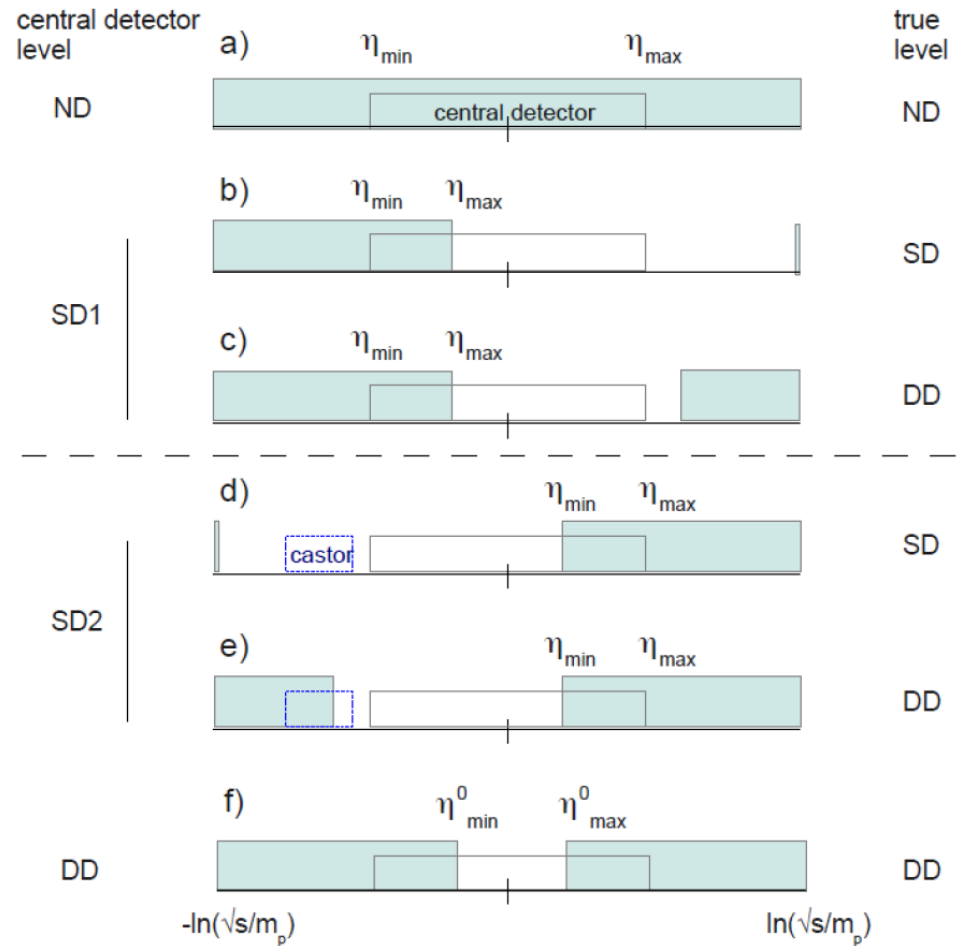 central detector
level
true
level
a)
η_min
η_max
ND
central detector
ND
b)
η_min
η_max
SD
SD1
c)
η_min
η_max
DD
d)
η_min
η_max
castor
SD
SD2
e)
η_min
η_max
DD
f)
η^0_min
η^0_max
DD
DD
-ln(√s/m_p)
ln(√s/m_p)